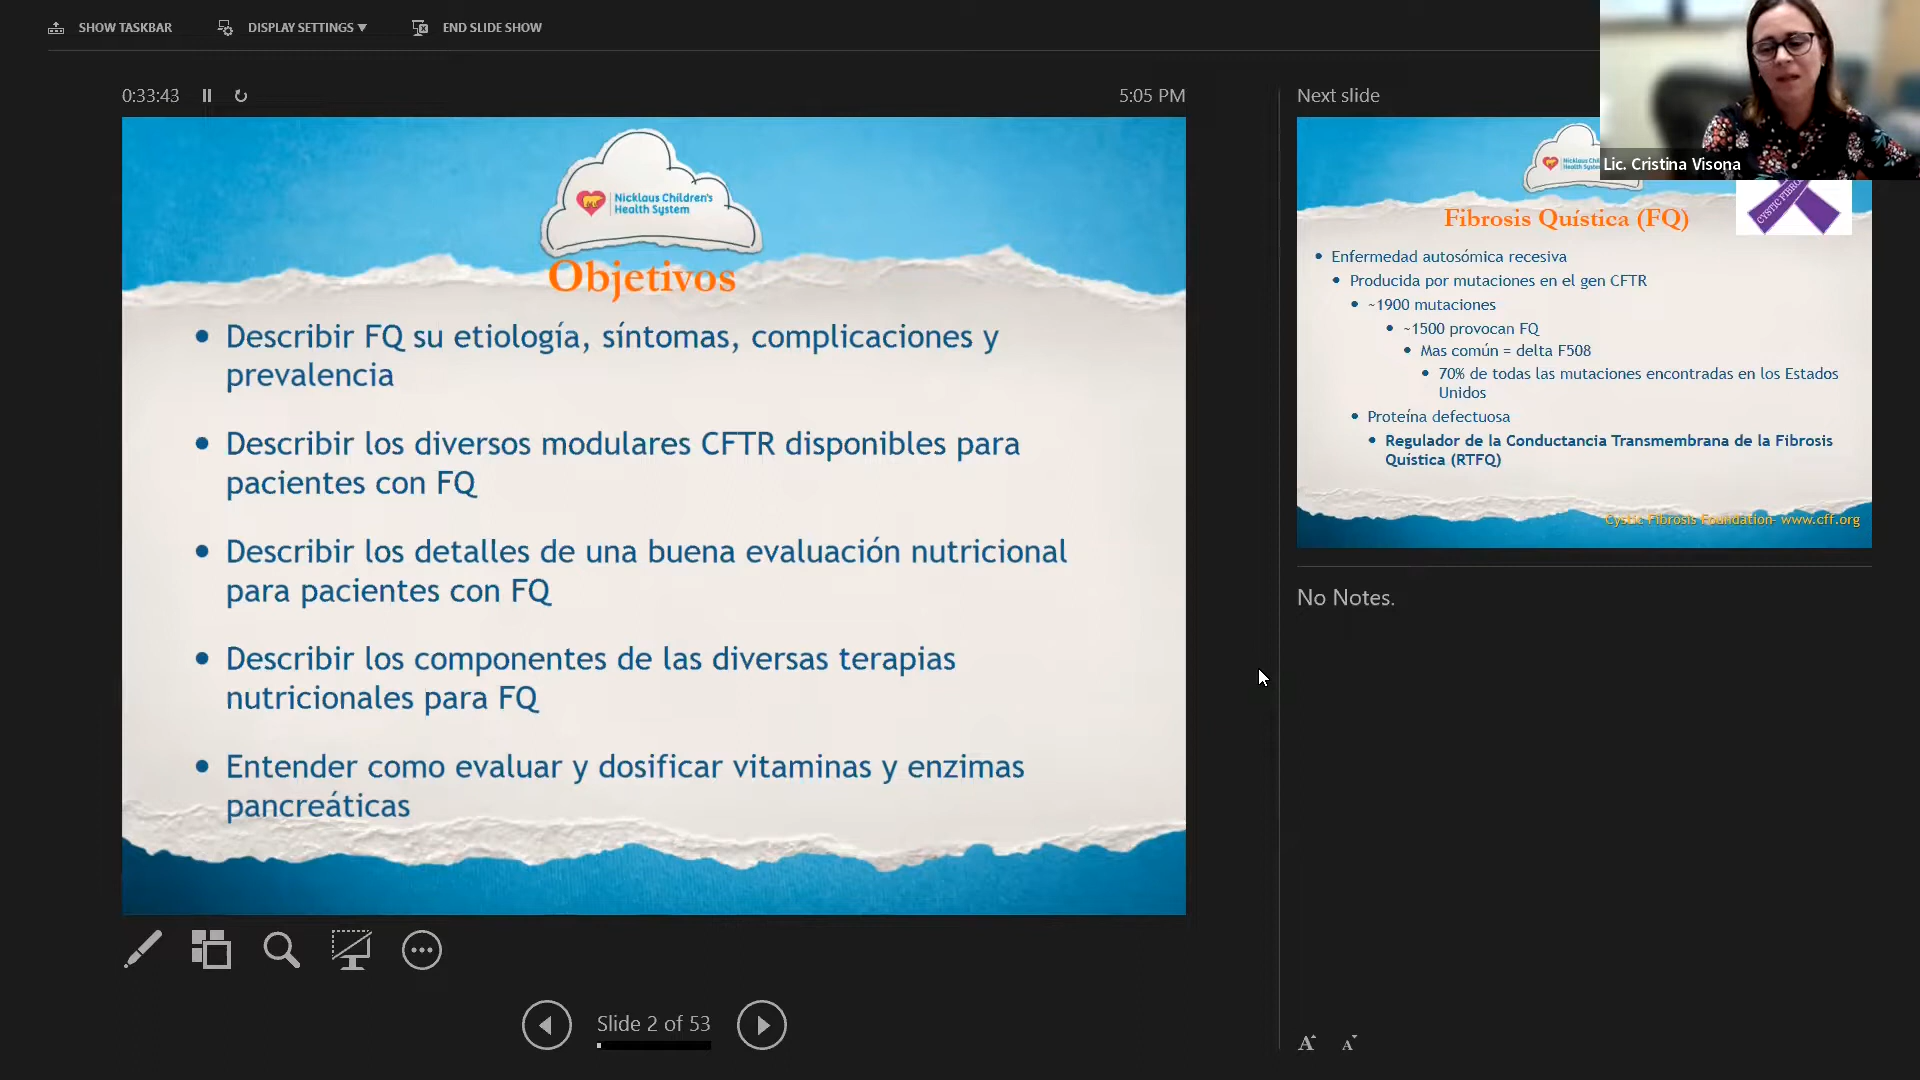 SHOW TASKBAR
DISPLAY SETTINGS
END SLIDE SHOW
0:33:43
5:05 PM
Nicklaus Children's
Health System
Objetivos
• Describir FQ su etiología, síntomas, complicaciones y
prevalencia
• Describir los diversos modulares CFTR disponibles para
pacientes con FQ
• Describir los detalles de una buena evaluación nutricional
para pacientes con FQ
• Describir los componentes de las diversas terapias
nutricionales para FQ
• Entender como evaluar y dosificar vitaminas y enzimas
pancreáticas
Slide 2 of 53
Next slide
Lic. Cristina Visona
Nicklaus
Health
CYSTIC
Fibrosis Quística (FQ)
• Enfermedad autosómica recesiva
• Producida por mutaciones en el gen CFTR
• ~1900 mutaciones
• ~1500 provocan FQ
• Mas común = delta F508
• 70% de todas las mutaciones encontradas en los Estados
Unidos
• Proteína defectuosa
• Regulador de la Conductancia Transmembrana de la Fibrosis
Quistica (RTFQ)
Cystic Fibrosis Foundation- www.cff.org
No Notes.
A A